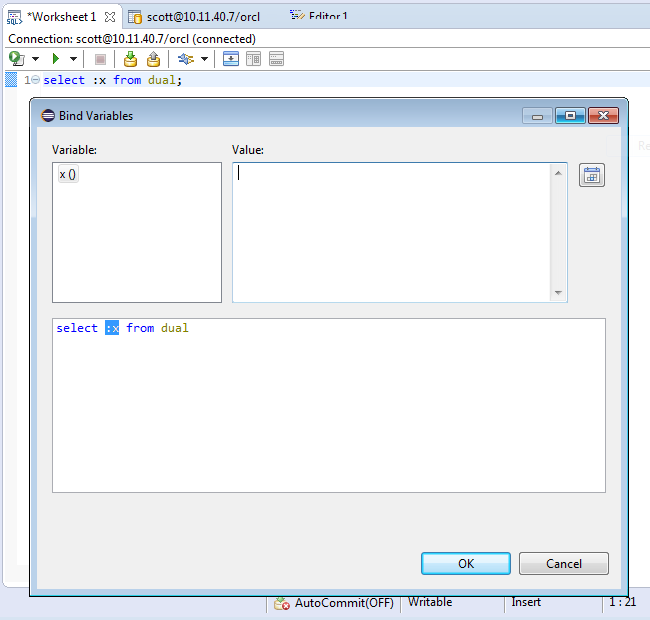 *Worksheet 1 scott@10.11.40.7/orcl Editor 1
Connection: scott@10.11.40.7/orcl (connected)
1 select :x from dual;
Bind Variables
Variable: Value:
x ()
select :x from dual
OK Cancel
AutoCommit(OFF) Writable Insert 1 : 21